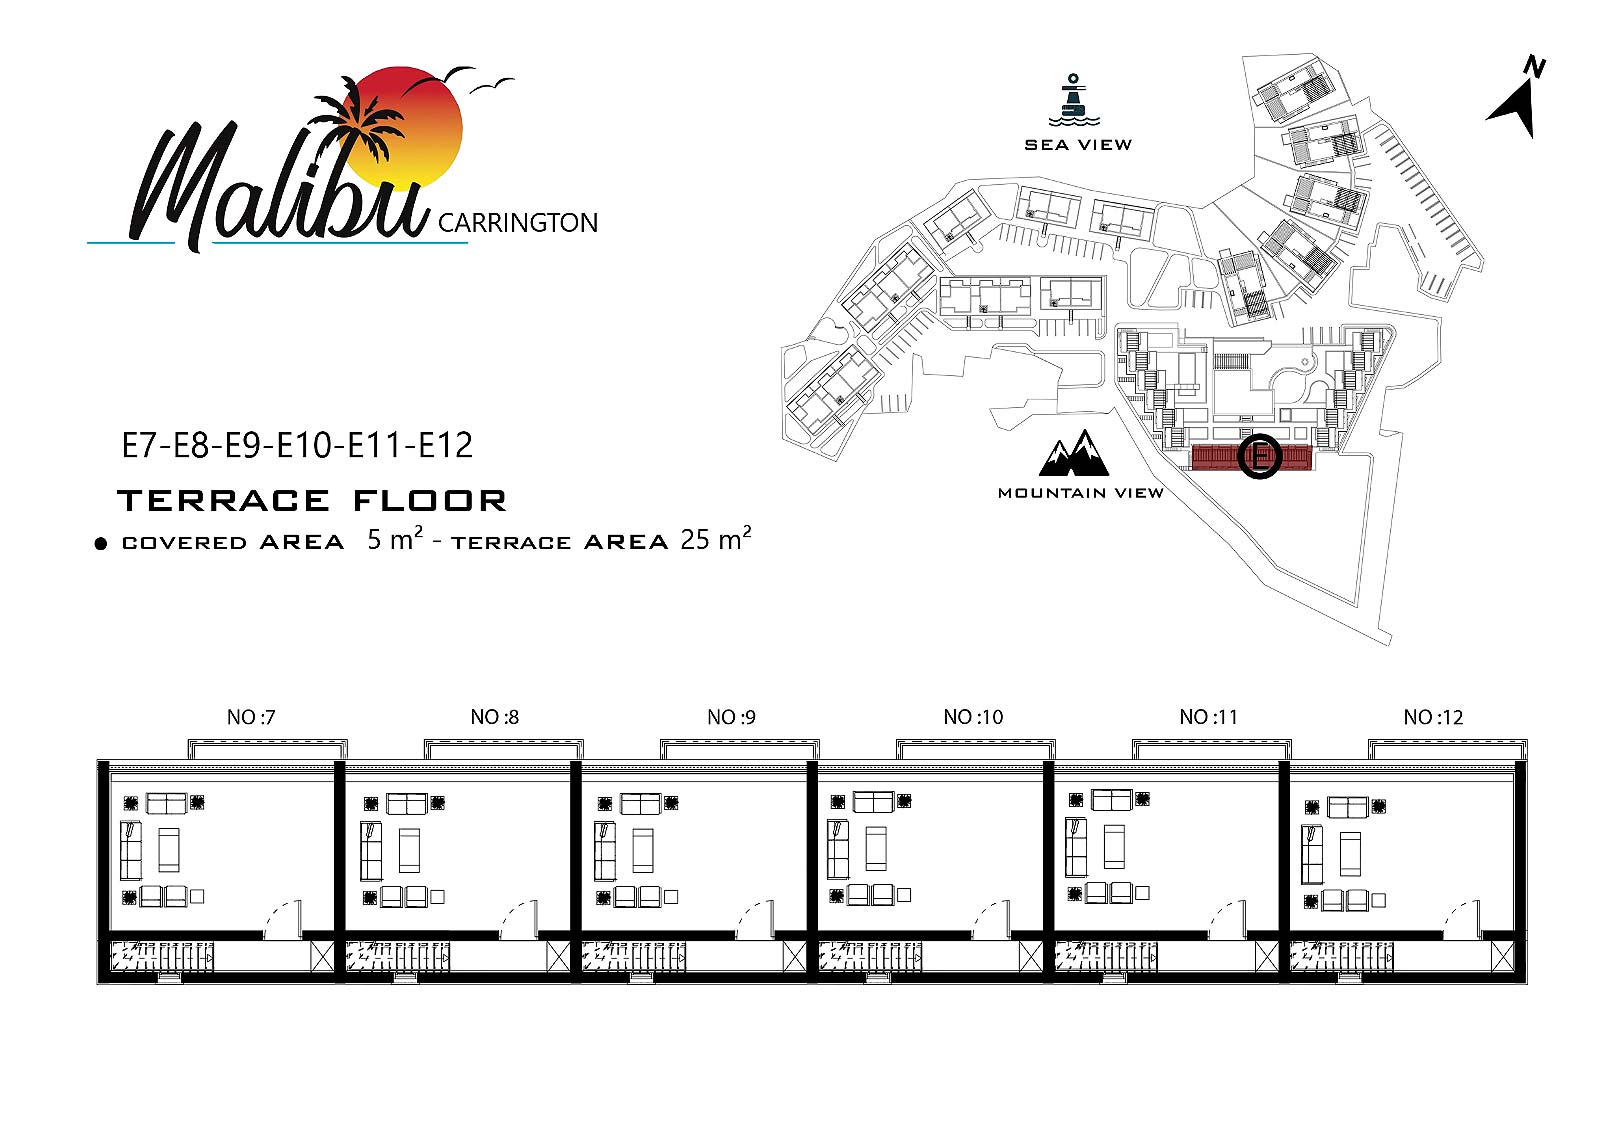 Malibu CARRINGTON
N
SEA VIEW
E
MOUNTAIN VIEW
E7-E8-E9-E10-E11-E12
TERRACE FLOOR
• COVERED AREA 5 m² - TERRACE AREA 25 m²
NO :7 NO :8 NO :9 NO :10 NO :11 NO :12